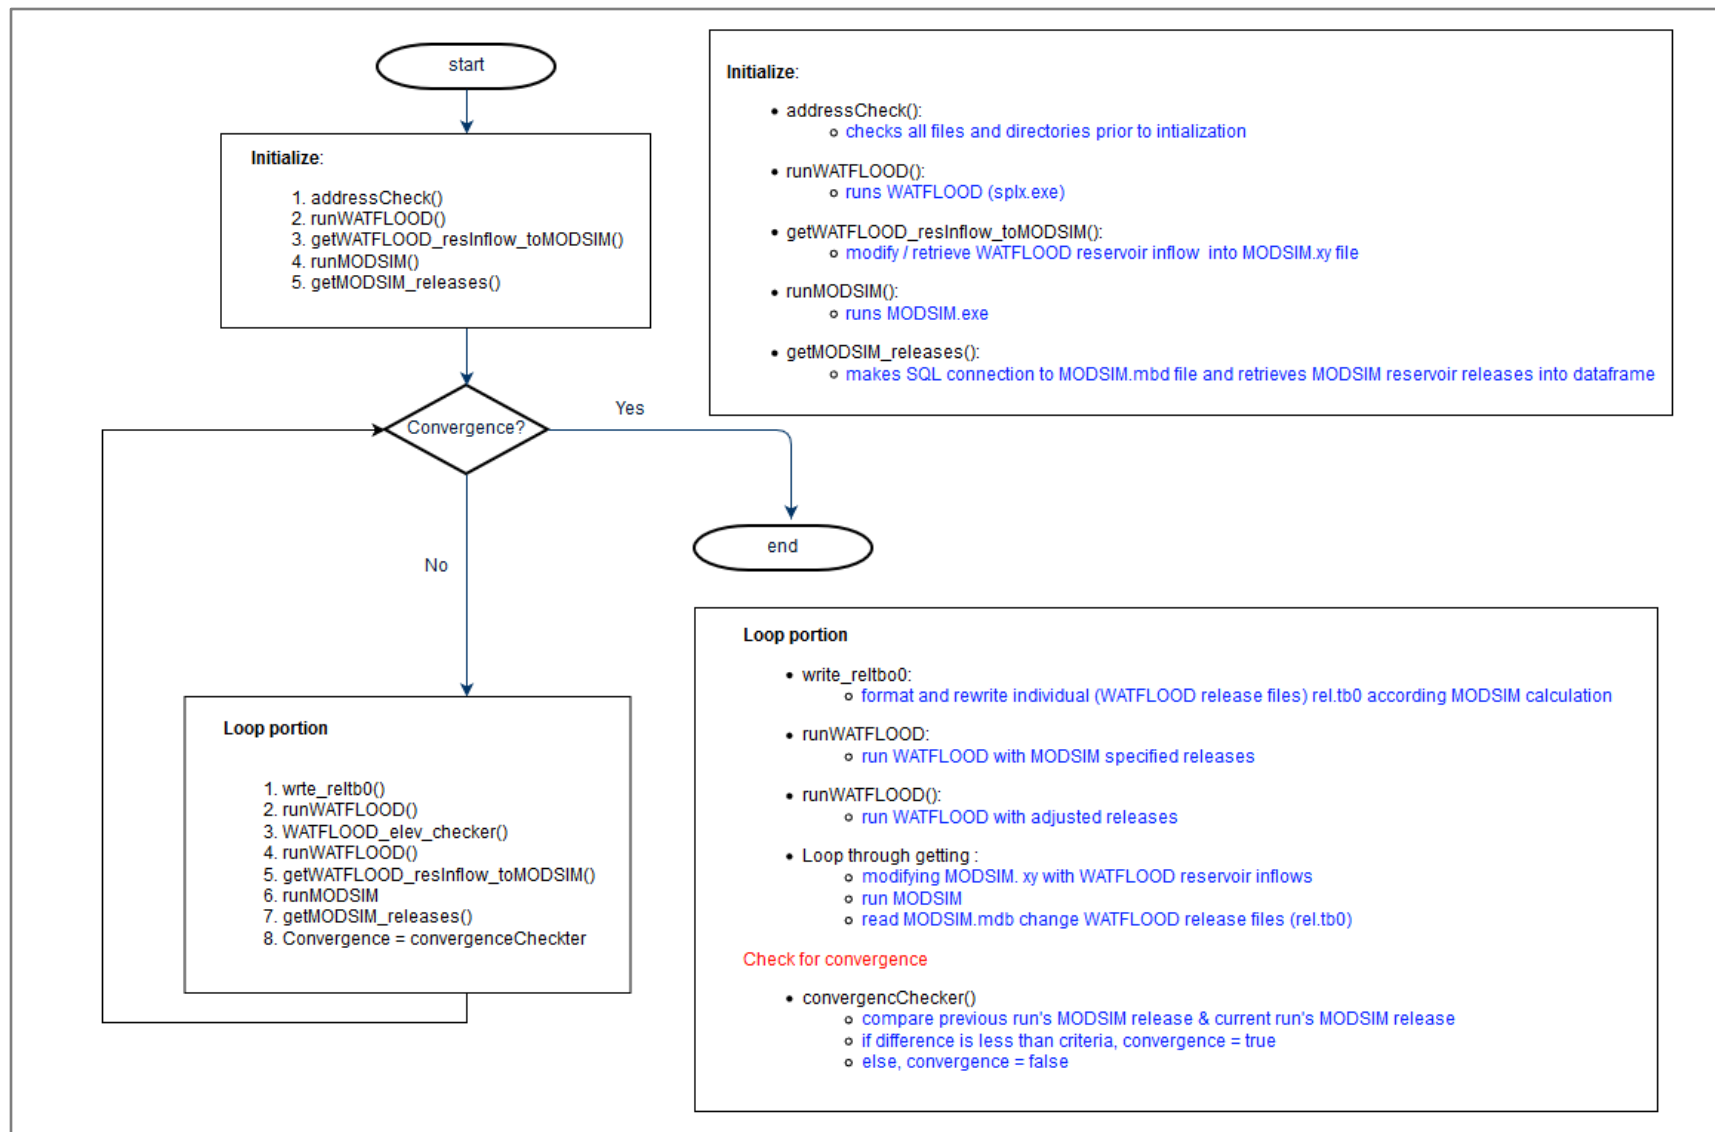 start
Initialize:
1. addressCheck()
2. runWATFLOOD()
3. getWATFLOOD_resInflow_toMODSIM()
4. runMODSIM()
5. getMODSIM_releases()
Convergence?
Yes
No
end
Loop portion
1. wrte_reltb0()
2. runWATFLOOD()
3. WATFLOOD_elev_checker()
4. runWATFLOOD()
5. getWATFLOOD_resInflow_toMODSIM()
6. runMODSIM
7. getMODSIM_releases()
8. Convergence = convergenceCheckter
Initialize:
addressCheck():
checks all files and directories prior to intialization
runWATFLOOD():
runs WATFLOOD (splx.exe)
getWATFLOOD_resInflow_toMODSIM():
modify / retrieve WATFLOOD reservoir inflow into MODSIM.xy file
runMODSIM():
runs MODSIM.exe
getMODSIM_releases():
makes SQL connection to MODSIM.mbd file and retrieves MODSIM reservoir releases into dataframe
Loop portion
write_reltbo0:
format and rewrite individual (WATFLOOD release files) rel.tb0 according MODSIM calculation
runWATFLOOD:
run WATFLOOD with MODSIM specified releases
runWATFLOOD():
run WATFLOOD with adjusted releases
Loop through getting :
modifying MODSIM. xy with WATFLOOD reservoir inflows
run MODSIM
read MODSIM.mdb change WATFLOOD release files (rel.tb0)
Check for convergence
convergencChecker()
compare previous run's MODSIM release & current run's MODSIM release
if difference is less than criteria, convergence = true
else, convergence = false